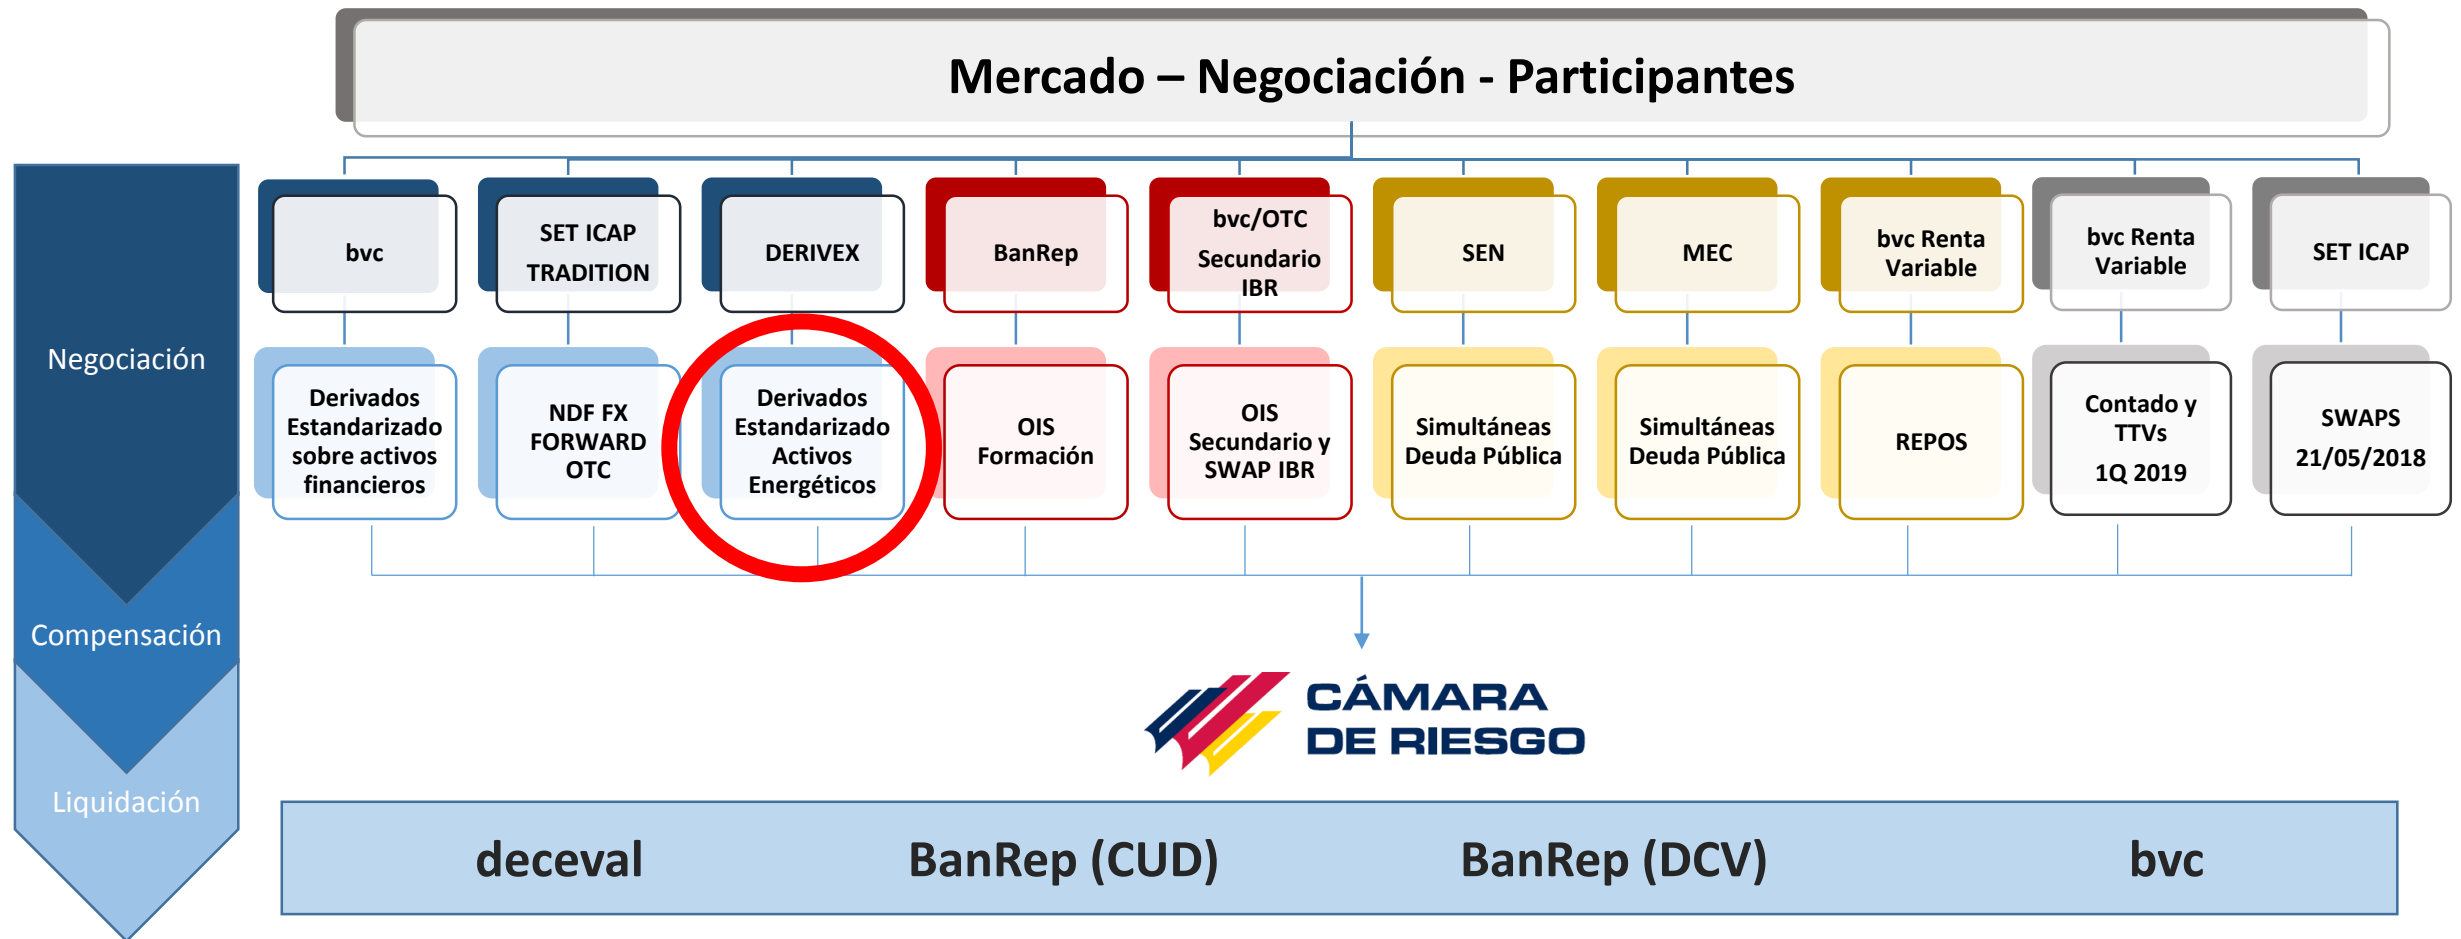 Mercado – Negociación - Participantes
Negociación
Compensación
Liquidación
bvc
SET ICAP
TRADITION
DERIVEX
BanRep
bvc/OTC
Secundario
IBR
SEN
MEC
bvc Renta
Variable
bvc Renta
Variable
SET ICAP
Derivados
Estandarizado
sobre activos
financieros
NDF FX
FORWARD
OTC
Derivados
Estandarizado
Activos
Energéticos
OIS
Formación
OIS
Secundario y
SWAP IBR
Simultáneas
Deuda Pública
Simultáneas
Deuda Pública
REPOS
Contado y
TTVs
1Q 2019
SWAPS
21/05/2018
CÁMARA
DE RIESGO
deceval
BanRep (CUD)
BanRep (DCV)
bvc